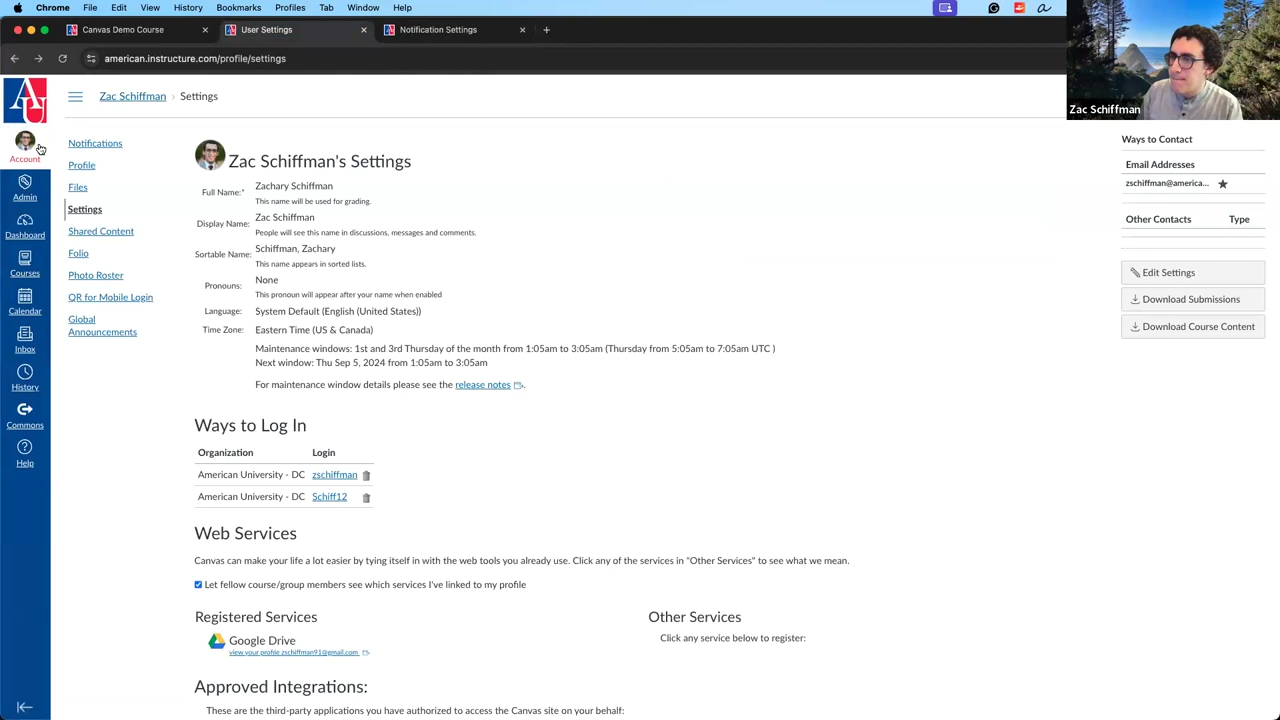 Chrome File Edit View History Bookmarks Profiles Tab Window Help
Canvas Demo Course
User Settings
Notification Settings
american.instructure.com/profile/settings
Zac Schiffman
AU
Zac Schiffman > Settings
Account
Admin
Dashboard
Courses
Calendar
Inbox
History
Commons
Help
Notifications
Profile
Files
Settings
Shared Content
Folio
Photo Roster
QR for Mobile Login
Global
Announcements
Zac Schiffman's Settings
Full Name:* Zachary Schiffman
This name will be used for grading.
Display Name: Zac Schiffman
People will see this name in discussions, messages and comments.
Sortable Name: Schiffman, Zachary
This name appears in sorted lists.
Pronouns: None
This pronoun will appear after your name when enabled
Language: System Default (English (United States))
Time Zone: Eastern Time (US & Canada)
Maintenance windows: 1st and 3rd Thursday of the month from 1:05am to 3:05am (Thursday from 5:05am to 7:05am UTC )
Next window: Thu Sep 5, 2024 from 1:05am to 3:05am
For maintenance window details please see the release notes.
Ways to Log In
Organization Login
American University - DC zschiffman
American University - DC Schiff12
Web Services
Canvas can make your life a lot easier by tying itself in with the web tools you already use. Click any of the services in "Other Services" to see what we mean.
Let fellow course/group members see which services I've linked to my profile
Registered Services
Google Drive
view your profile.zschiffman91@gmail.com
Other Services
Click any service below to register:
Approved Integrations:
These are the third-party applications you have authorized to access the Canvas site on your behalf:
Ways to Contact
Email Addresses
zschiffman@america...
Other Contacts Type
Edit Settings
Download Submissions
Download Course Content